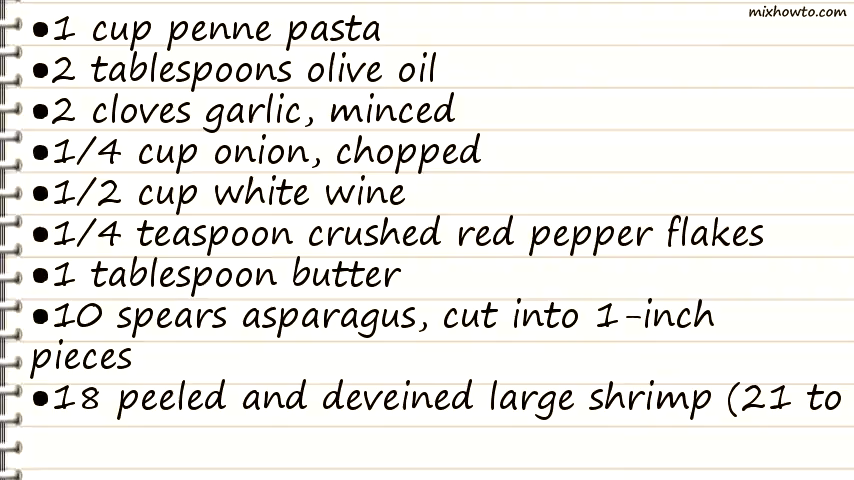 mixhowto.com
•1 cup penne pasta
•2 tablespoons olive oil
•2 cloves garlic, minced
•1/4 cup onion, chopped
•1/2 cup white wine
•1/4 teaspoon crushed red pepper flakes
•1 tablespoon butter
•10 spears asparagus, cut into 1-inch
pieces
•18 peeled and deveined large shrimp (21 to